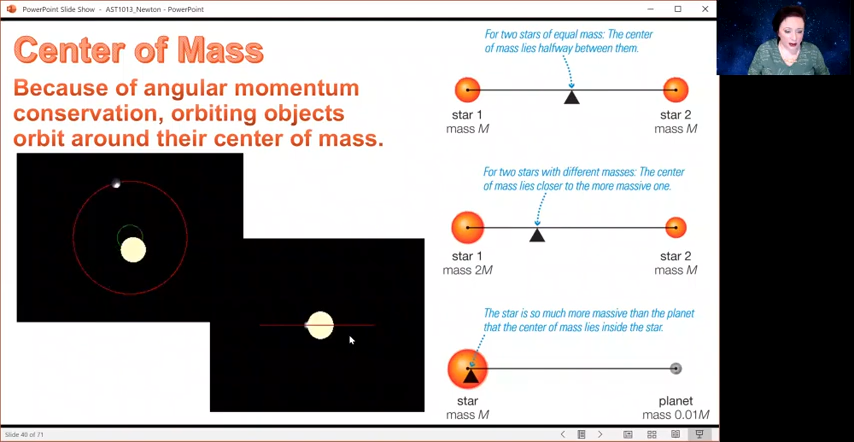 PowerPoint Slide Show - AST1013_Newton - PowerPoint
Center of Mass
Because of angular momentum
conservation, orbiting objects
orbit around their center of mass.
For two stars of equal mass: The center
of mass lies halfway between them.
star 1
mass M
star 2
mass M
For two stars with different masses: The center
of mass lies closer to the more massive one.
star 1
mass 2M
star 2
mass M
The star is so much more massive than the planet
that the center of mass lies inside the star.
star
mass M
planet
mass 0.01M
Slide 49 of 71